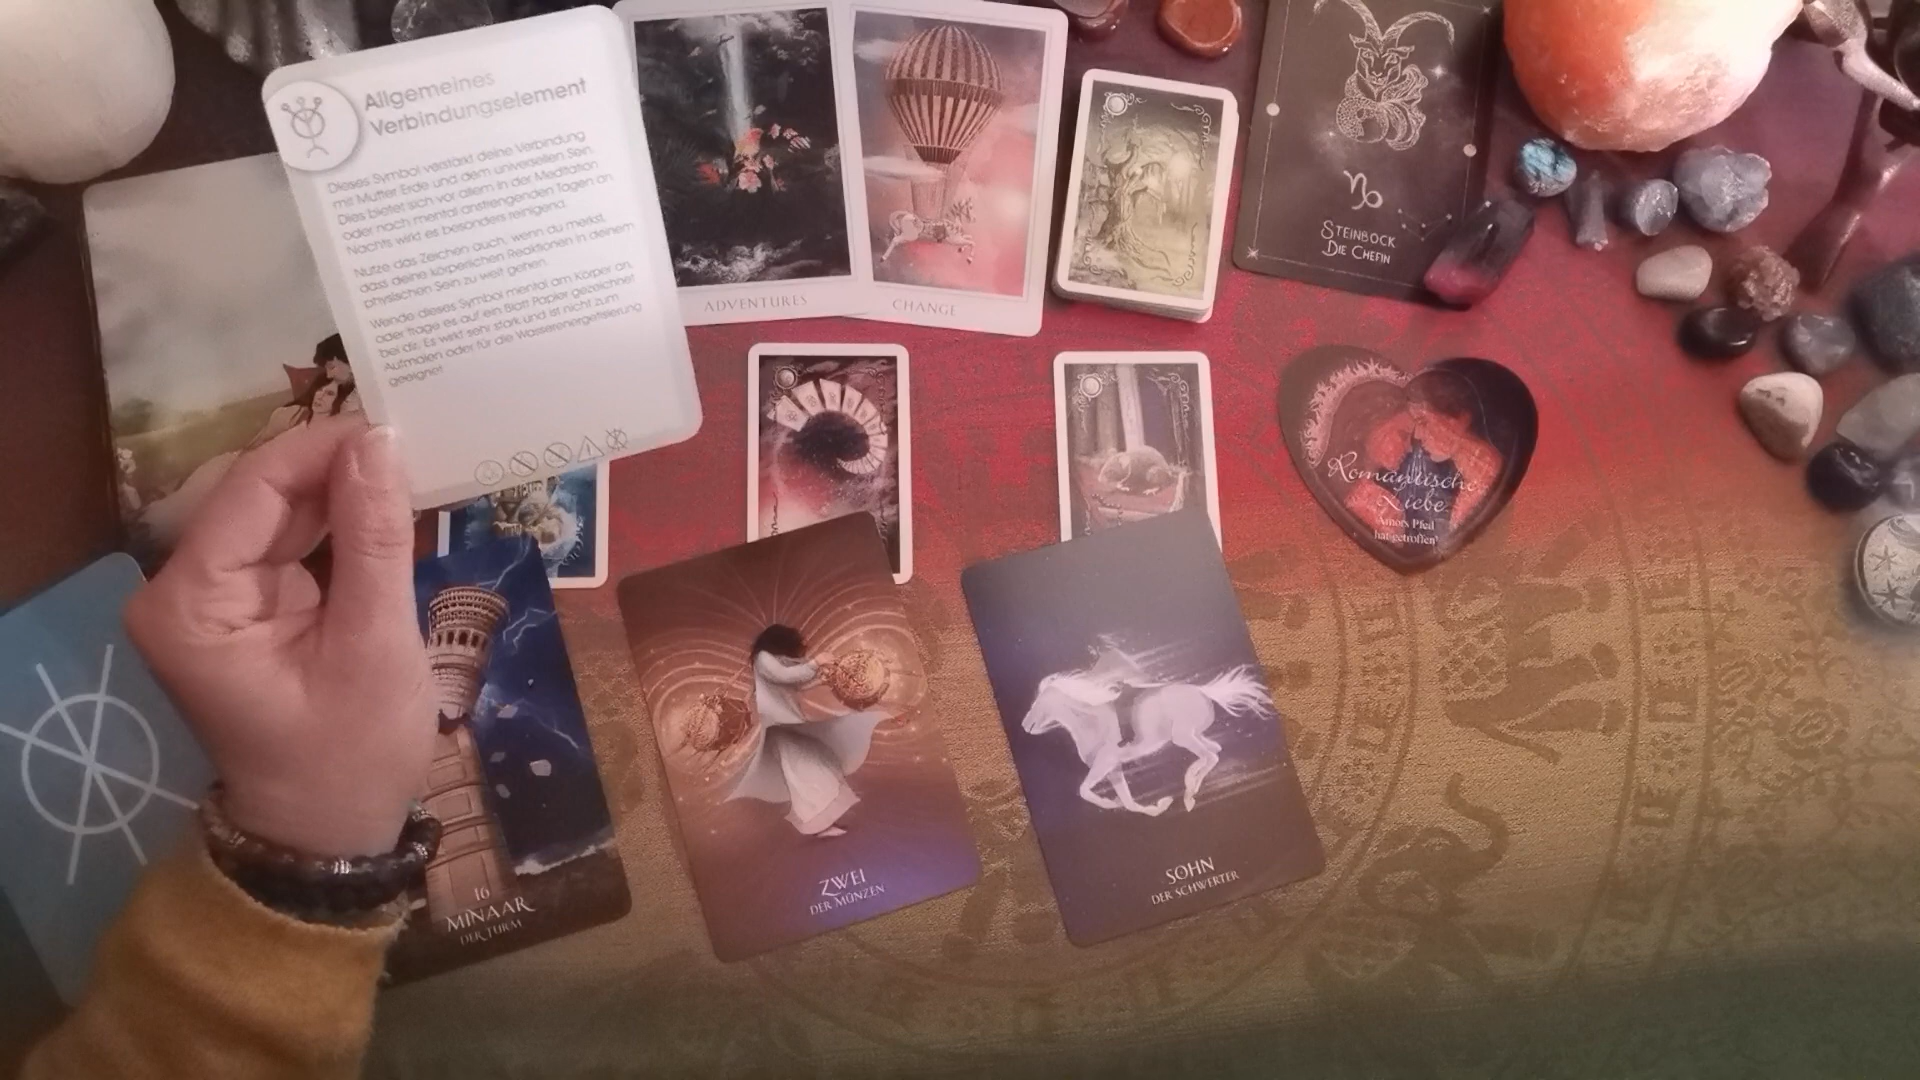 Allgemeines
Verbindungselement
Dieses Symbol verstärkt deine Verbindung
mit Mutter Erde und dem universellen Sein.
Dies bietet sich vor allem in der Meditation
oder nach mental anstrengenden Tagen an.
Nachts wirkt es besonders reinigend.
Nutze das Zeichen auch, wenn du merkst,
dass deine körperlichen Reaktionen in deinem
physischen Sein zu weit gehen.
Wende dieses Symbol mental am Körper an,
oder trage es auf ein Blatt Papier gezeichnet
bei dir. Es wirkt sehr stark und ist nicht zum
Aufmalen oder für die Wasserenergetisierung
geeignet.
ADVENTURES
CHANGE
STEINBOCK
DIE CHEFIN
Romantische
Liebe
Amors Pfeil
hat getroffen!
16
MINAAR
DER TURM
ZWEI
DER MÜNZEN
SOHN
DER SCHWERTER